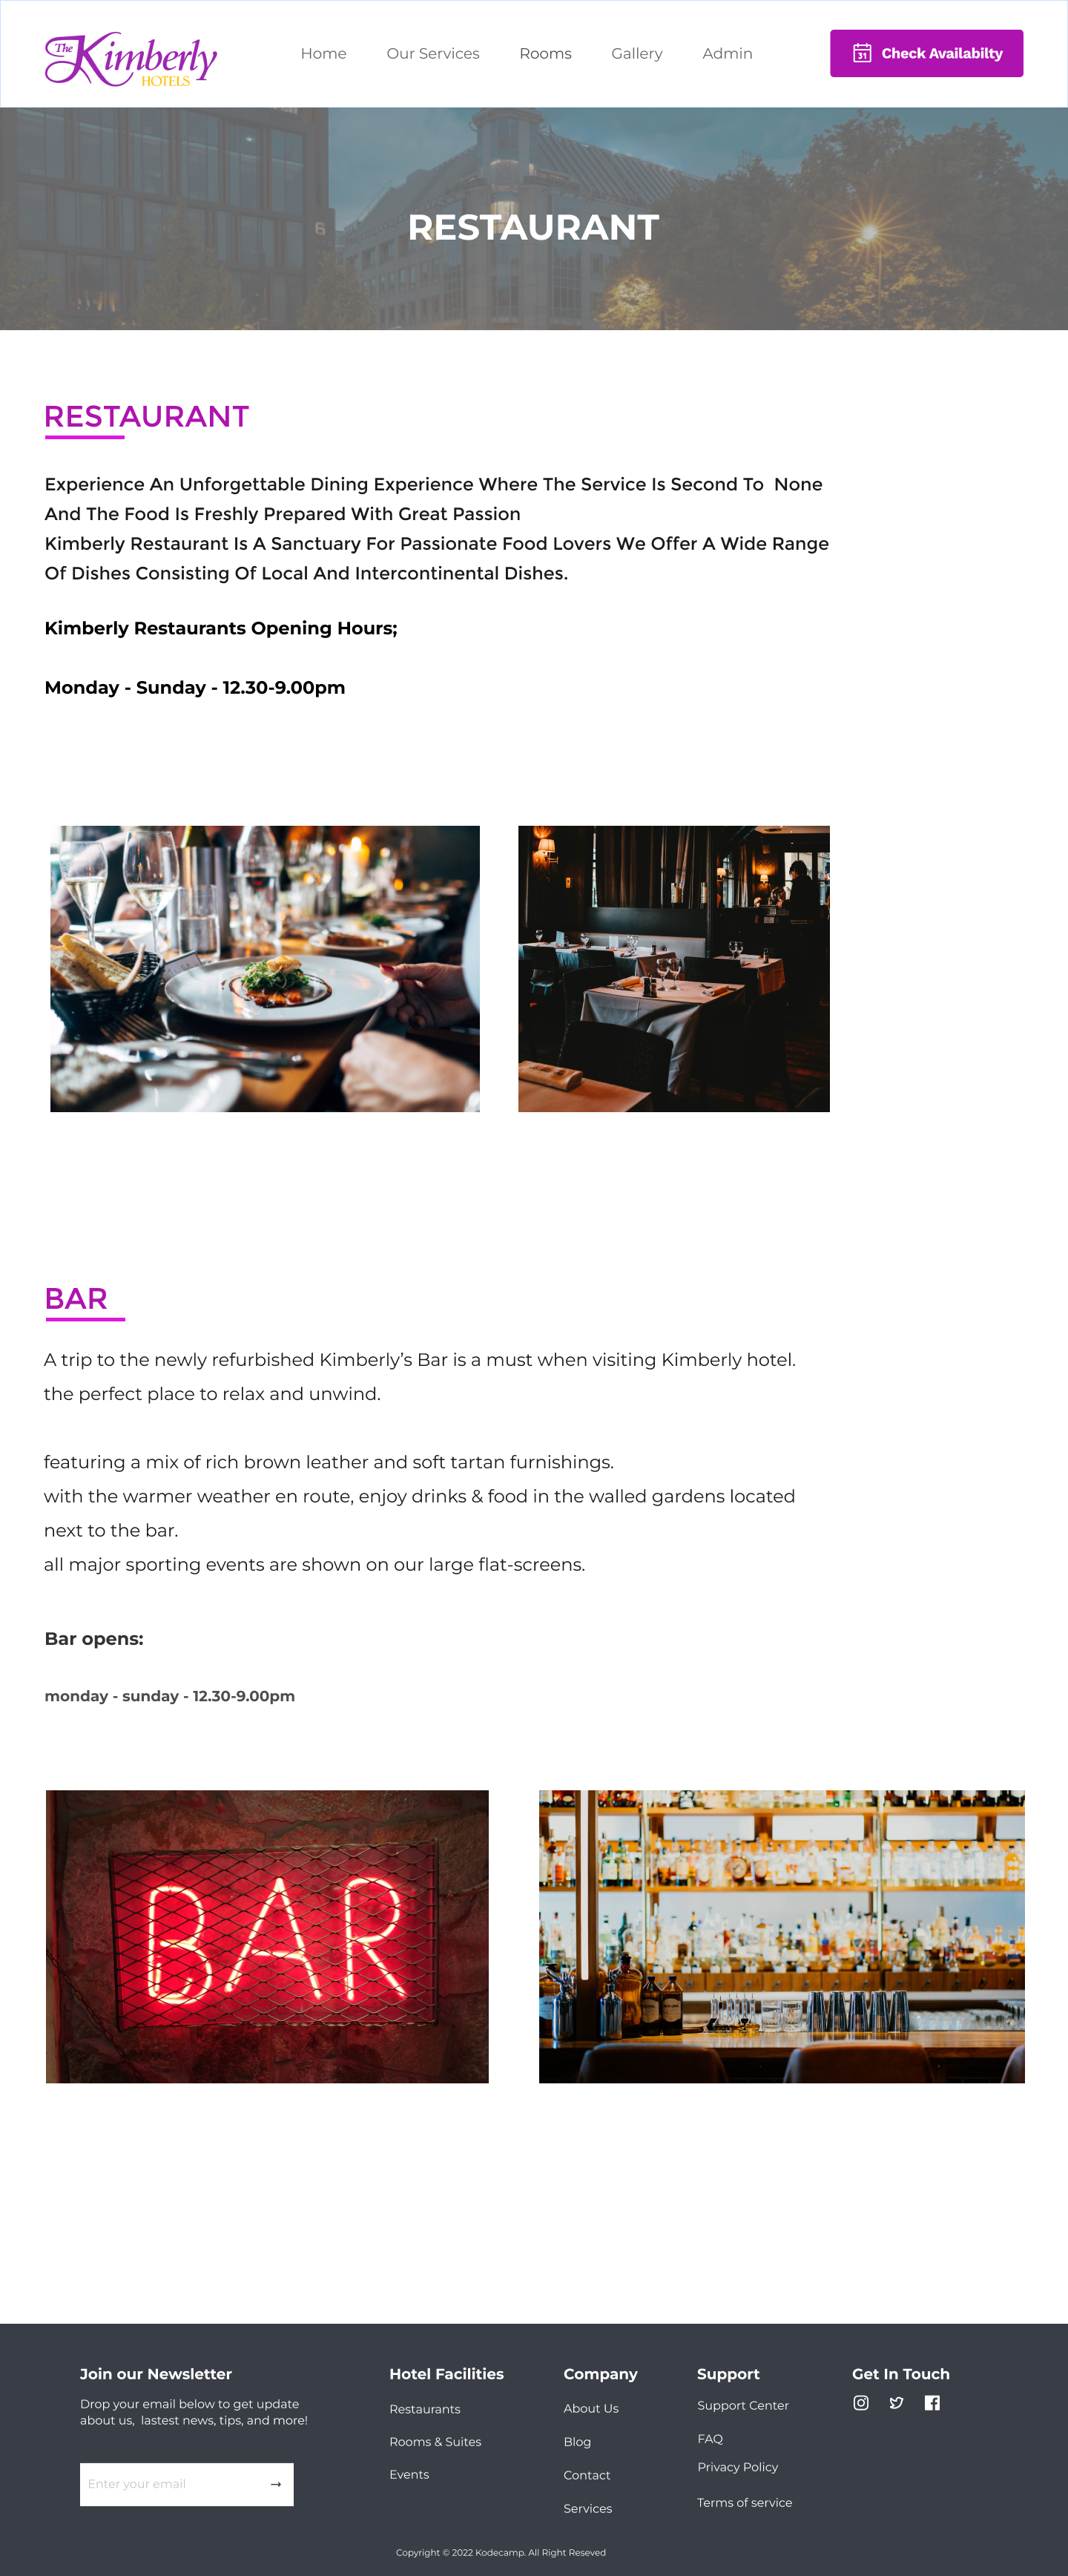 The Kimberly
HOTELS
Home Our Services Rooms Gallery Admin
31 Check Availabilty
6
RESTAURANT
RESTAURANT
Experience An Unforgettable Dining Experience Where The Service Is Second To None
And The Food Is Freshly Prepared With Great Passion
Kimberly Restaurant Is A Sanctuary For Passionate Food Lovers We Offer A Wide Range
Of Dishes Consisting Of Local And Intercontinental Dishes.
Kimberly Restaurants Opening Hours;
Monday - Sunday - 12.30-9.00pm
BAR
A trip to the newly refurbished Kimberly’s Bar is a must when visiting Kimberly hotel.
the perfect place to relax and unwind.
featuring a mix of rich brown leather and soft tartan furnishings.
with the warmer weather en route, enjoy drinks & food in the walled gardens located
next to the bar.
all major sporting events are shown on our large flat-screens.
Bar opens:
monday - sunday - 12.30-9.00pm
BAR
Join our Newsletter
Drop your email below to get update
about us, lastest news, tips, and more!
Enter your email →
Hotel Facilities
Restaurants
Rooms & Suites
Events
Company
About Us
Blog
Contact
Services
Support
Support Center
FAQ
Privacy Policy
Terms of service
Get In Touch
Copyright © 2022 Kodecamp. All Right Reseved